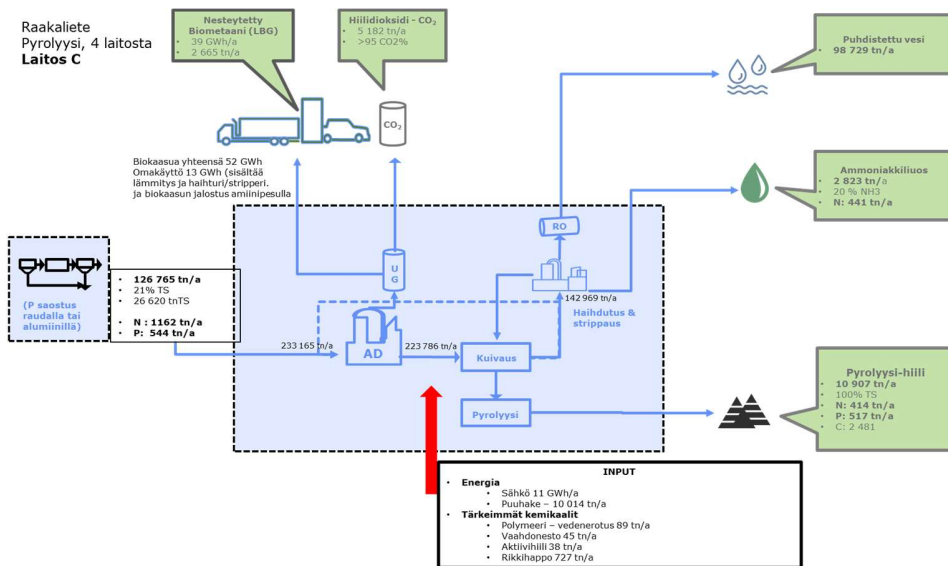 Raakaliete
Pyrolyysi, 4 laitosta
Laitos C
Nesteytetty
Biometaani (LBG)
• 39 GWh/a
• 2 665 tn/a
Hiilidioksidi - CO₂
• 5 182 tn/a
• >95 CO2%
Puhdistettu vesi
• 98 729 tn/a
CO₂
Biokaasua yhteensä 52 GWh
Omakäyttö 13 GWh (sisältää
lämmitys ja haihturi/stripperi.
ja biokaasun jalostus amiinipesulla
Ammoniakkiliuos
• 2 823 tn/a
• 20 % NH3
• N: 441 tn/a
RO
U
G
(P saostus
raudalla tai
alumiinillä)
• 126 765 tn/a
• 21% TS
• 26 620 tnTS
• N : 1162 tn/a
• P: 544 tn/a
142 969 tn/a
Haihdutus &
strippaus
233 165 tn/a
AD
223 786 tn/a
Kuivaus
Pyrolyysi
Pyrolyysi-hiili
• 10 907 tn/a
• 100% TS
• N: 414 tn/a
• P: 517 tn/a
• C: 2 481
INPUT
• Energia
• Sähkö 11 GWh/a
• Puuhake – 10 014 tn/a
• Tärkeimmät kemikaalit
• Polymeeri – vedenerotus 89 tn/a
• Vaahdonesto 45 tn/a
• Aktiivihiili 38 tn/a
• Rikkihappo 727 tn/a